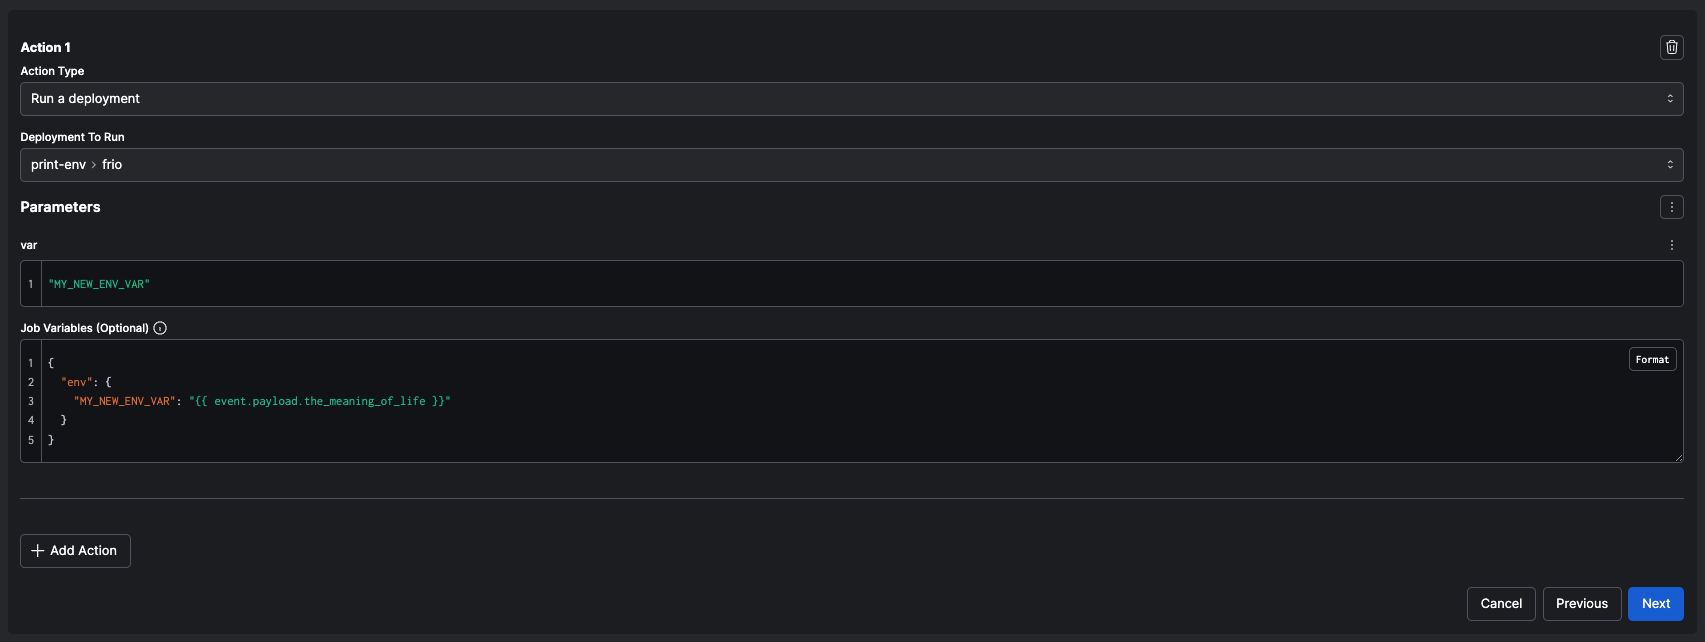 Action 1
Action Type
Run a deployment
Deployment To Run
print-env > frio
Parameters
var
1 "MY_NEW_ENV_VAR"
Job Variables (Optional)
Format
1 {
2 "env": {
3 "MY_NEW_ENV_VAR": "{{ event.payload.the_meaning_of_life }}"
4 }
5 }
Add Action
Cancel Previous Next